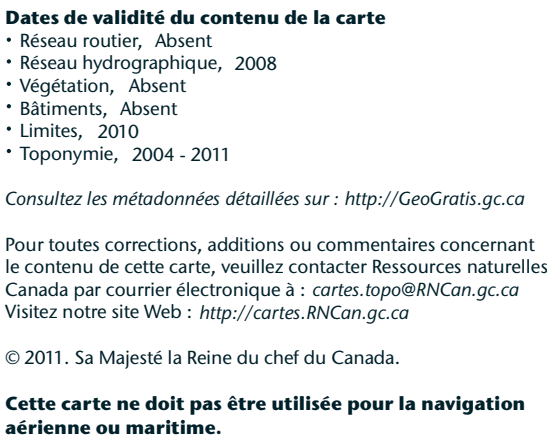 Dates de validité du contenu de la carte
• Réseau routier, Absent
• Réseau hydrographique, 2008
• Végétation, Absent
• Bâtiments, Absent
• Limites, 2010
• Toponymie, 2004 - 2011
Consultez les métadonnées détaillées sur : http://GeoGratis.gc.ca
Pour toutes corrections, additions ou commentaires concernant
le contenu de cette carte, veuillez contacter Ressources naturelles
Canada par courrier électronique à : cartes.topo@RNCan.gc.ca
Visitez notre site Web : http://cartes.RNCan.gc.ca
© 2011. Sa Majesté la Reine du chef du Canada.
Cette carte ne doit pas être utilisée pour la navigation
aérienne ou maritime.